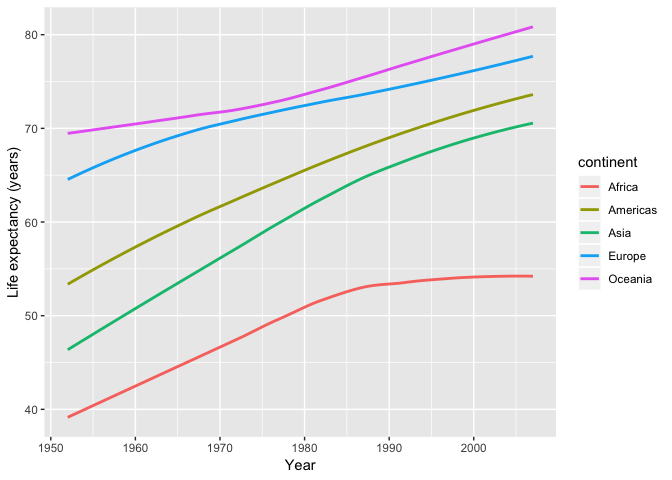 80
70
60
50
40
Life expectancy (years)
1950 1960 1970 1980 1990 2000
Year
continent
Africa
Americas
Asia
Europe
Oceania